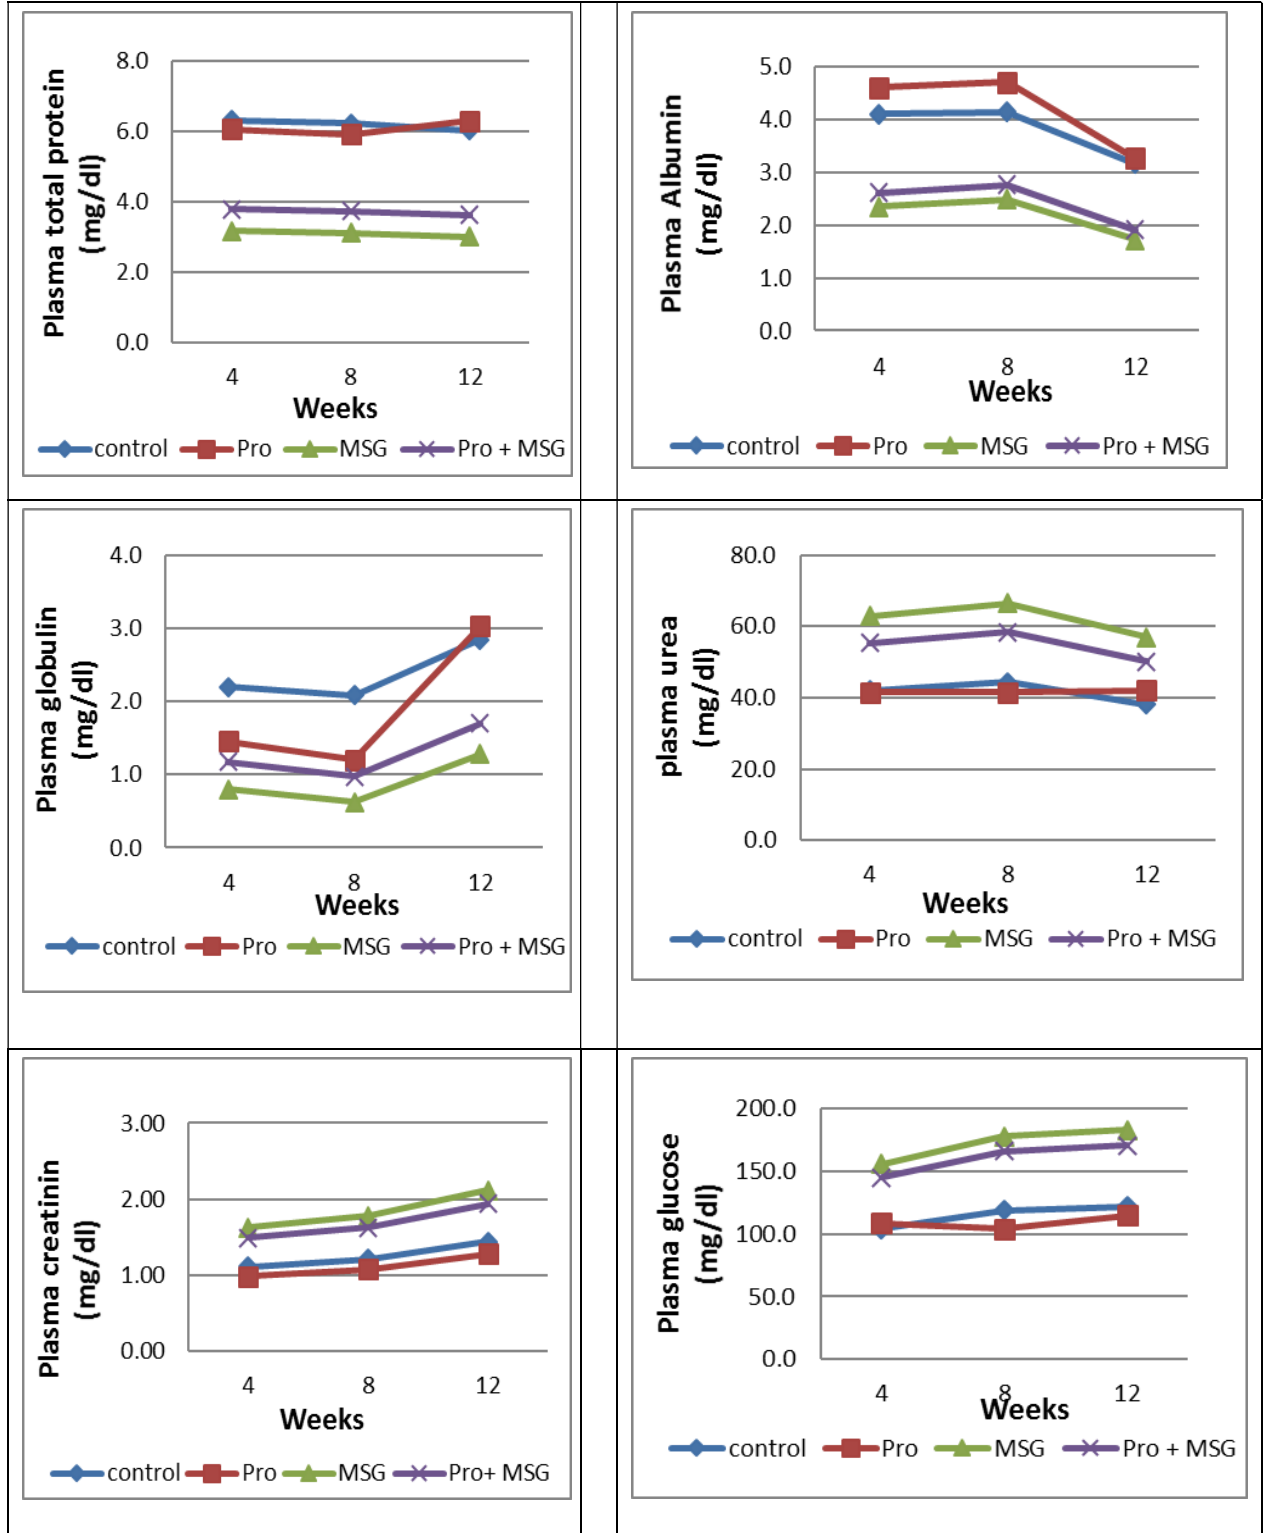 Plasma total protein
(mg/dl)
8.0
6.0
4.0
2.0
0.0
4 8 12
Weeks
control Pro MSG Pro + MSG
Plasma Albumin
(mg/dl)
5.0
4.0
3.0
2.0
1.0
0.0
4 8 12
Weeks
control Pro MSG Pro + MSG
Plasma globulin
(mg/dl)
4.0
3.0
2.0
1.0
0.0
4 8 12
Weeks
control Pro MSG Pro + MSG
plasma urea
(mg/dl)
80.0
60.0
40.0
20.0
0.0
4 8 12
Weeks
control Pro MSG Pro + MSG
Plasma creatinin
(mg/dl)
3.00
2.00
1.00
0.00
4 8 12
Weeks
control Pro MSG Pro+ MSG
Plasma glucose
(mg/dl)
200.0
150.0
100.0
50.0
0.0
4 8 12
Weeks
control Pro MSG Pro + MSG